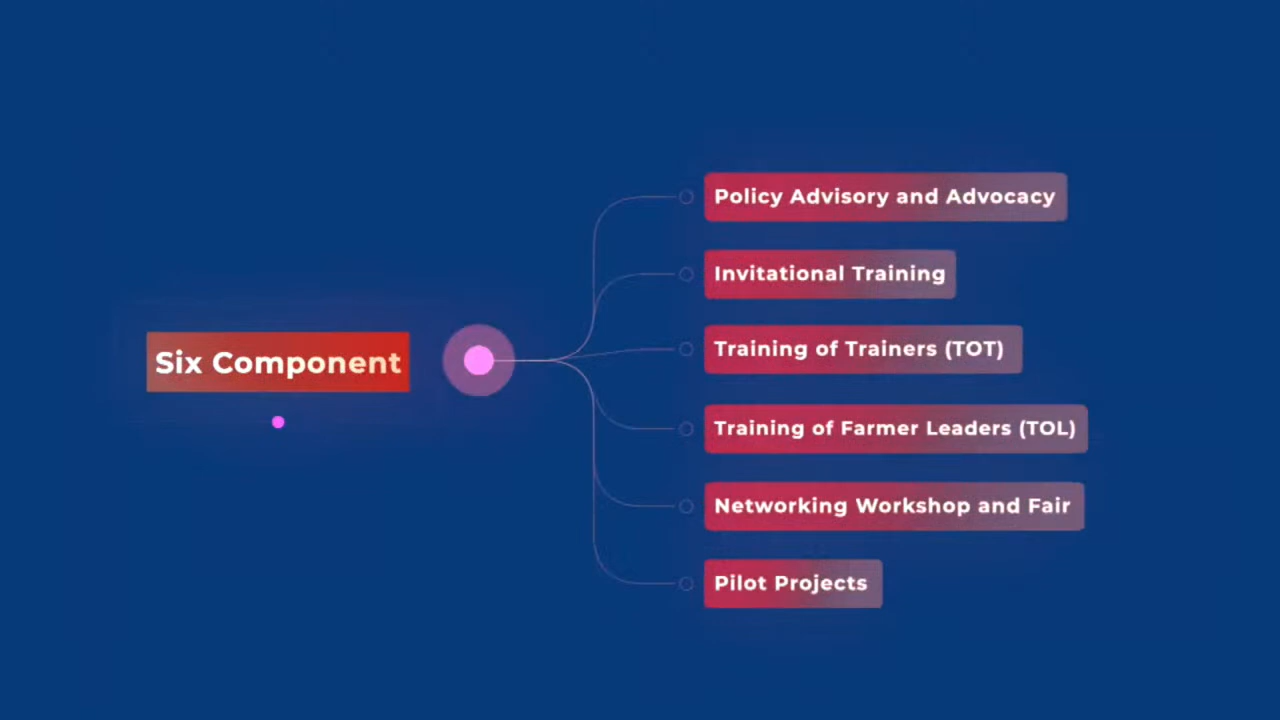 Six Component
Policy Advisory and Advocacy
Invitational Training
Training of Trainers (TOT)
Training of Farmer Leaders (TOL)
Networking Workshop and Fair
Pilot Projects